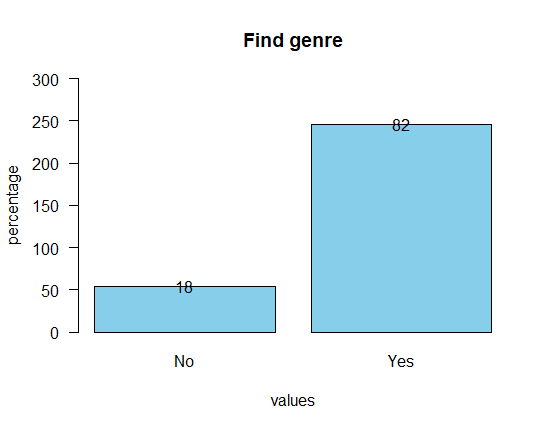 Find genre
300
250
200
150
100
50
0
percentage
18
82
No Yes
values